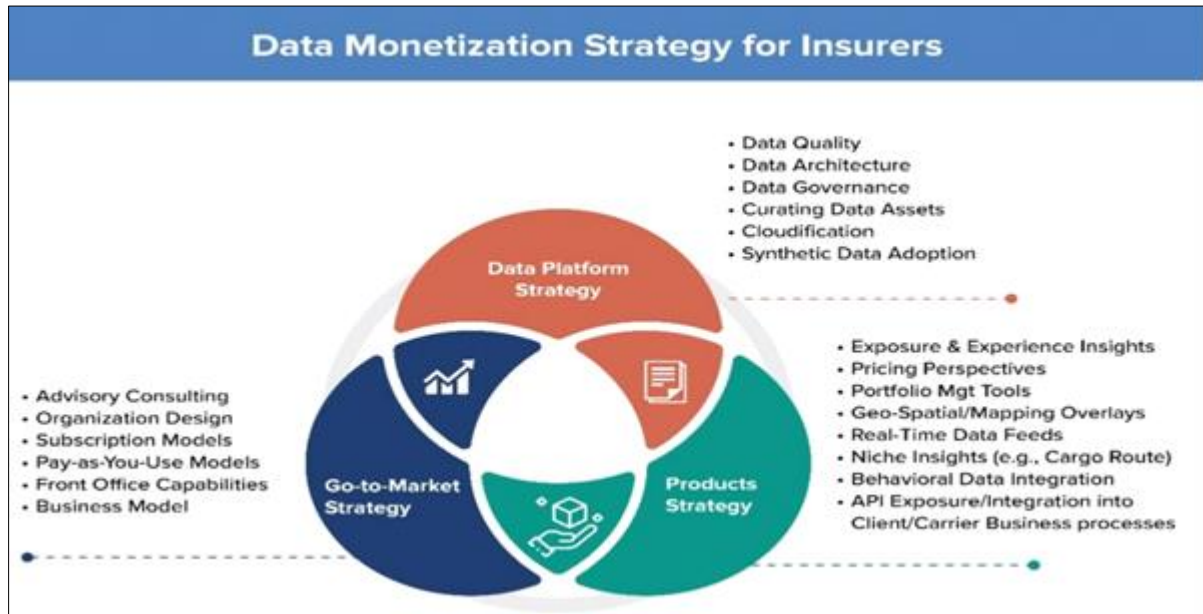 Data Monetization Strategy for Insurers
• Data Quality
• Data Architecture
• Data Governance
• Curating Data Assets
• Cloudification
• Synthetic Data Adoption
Data Platform
Strategy
• Exposure & Experience Insights
• Pricing Perspectives
• Portfolio Mgt Tools
• Geo-Spatial/Mapping Overlays
• Real-Time Data Feeds
• Niche Insights (e.g., Cargo Route)
• Behavioral Data Integration
• API Exposure/Integration into
Client/Carrier Business processes
• Advisory Consulting
• Organization Design
• Subscription Models
• Pay-as-You-Use Models
• Front Office Capabilities
• Business Model
Go-to-Market
Strategy
Products
Strategy